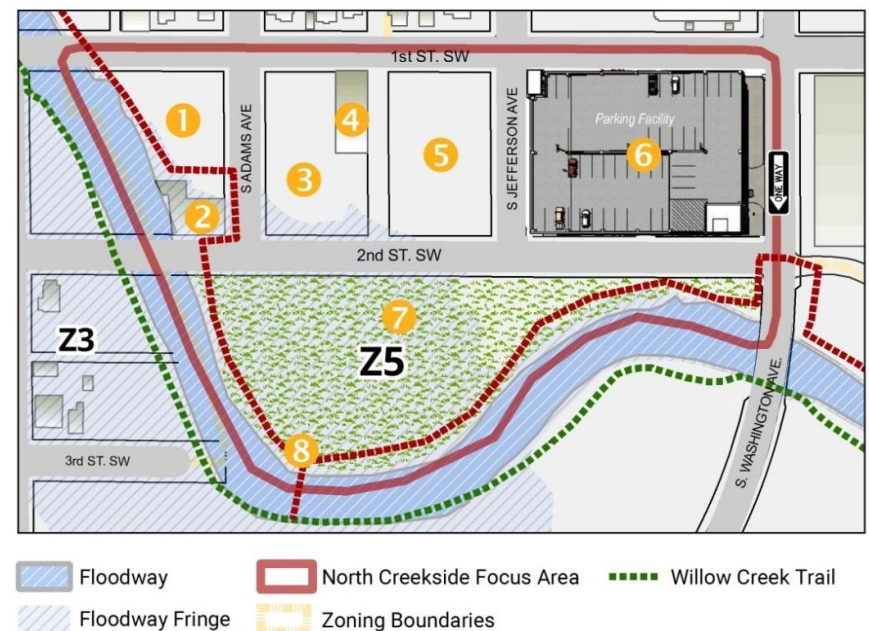 1st ST. SW
1
S ADAMS AVE
4
3
5
S JEFFERSON AVE
Parking Facility
6
ONE WAY
2
2nd ST. SW
7
Z3
Z5
8
3rd ST. SW
S. WASHINGTON AVE.
Floodway
North Creekside Focus Area
Willow Creek Trail
Floodway Fringe
Zoning Boundaries